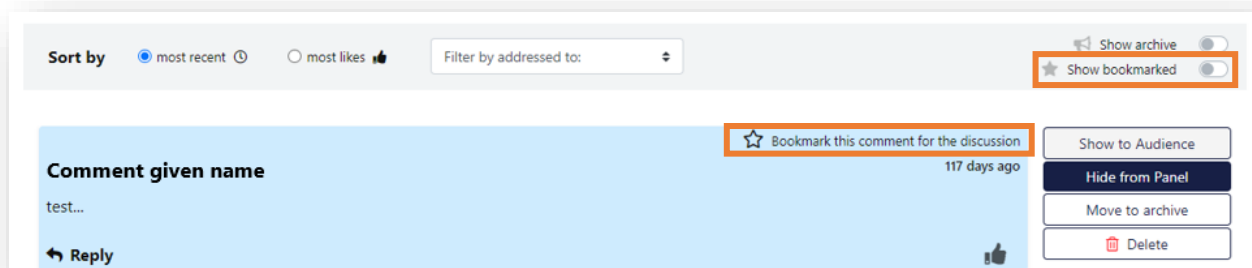 Sort by
most recent
most likes
Filter by addressed to:
Show archive
Show bookmarked
Bookmark this comment for the discussion
117 days ago
Comment given name
test...
Reply
Show to Audience
Hide from Panel
Move to archive
Delete